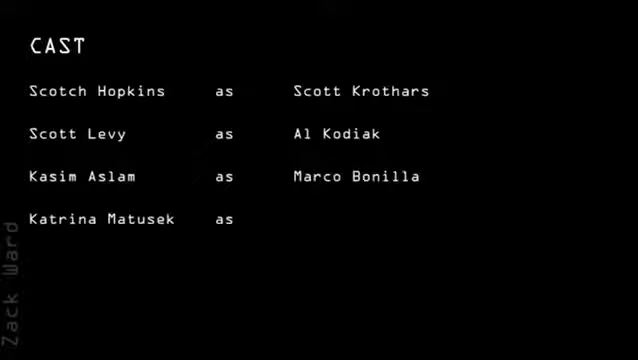 CAST
Scotch Hopkins as Scott Krothars
Scott Levy as Al Kodiak
Kasim Aslam as Marco Bonilla
Katrina Matusek as
Zack Ward